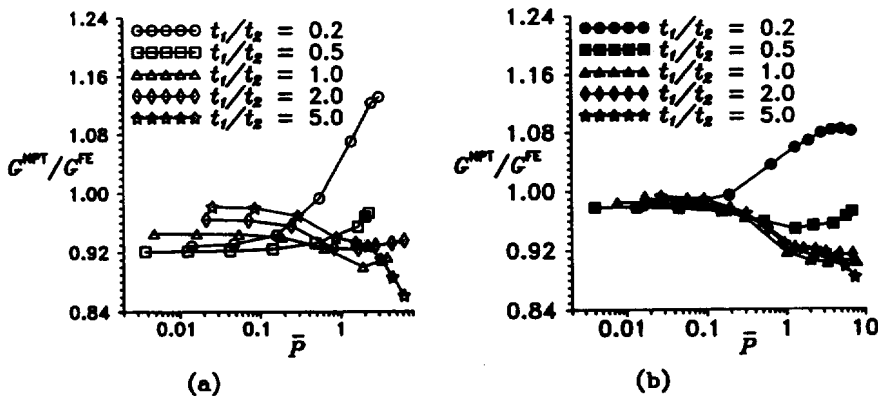 1.24
1.16
1.08
1.00
0.92
0.84
G^NPT/G^FE
t₁/t₂ = 0.2
t₁/t₂ = 0.5
t₁/t₂ = 1.0
t₁/t₂ = 2.0
t₁/t₂ = 5.0
0.01
0.1
1
P̄
(a)
1.24
1.16
1.08
1.00
0.92
0.84
G^NPT/G^FE
t₁/t₂ = 0.2
t₁/t₂ = 0.5
t₁/t₂ = 1.0
t₁/t₂ = 2.0
t₁/t₂ = 5.0
0.01
0.1
1
10
P̄
(b)